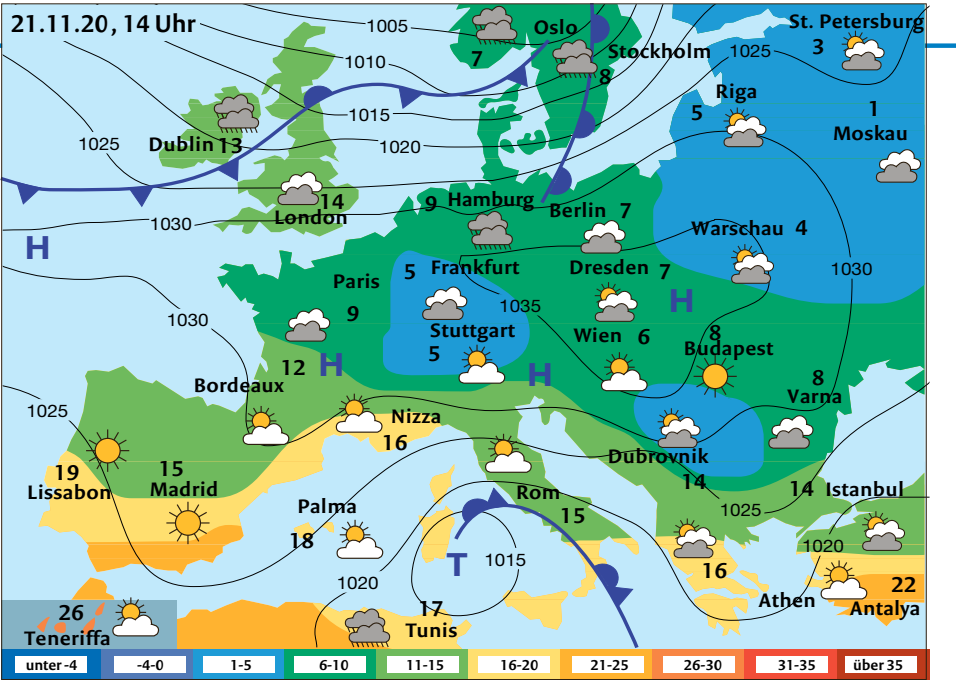 21.11.20, 14 Uhr
1005
Oslo
St. Petersburg
3
7
Stockholm
8
1025
1010
Riga
5
1
Moskau
1015
Dublin 13
1025
1020
14
London
9 Hamburg
Berlin 7
1030
H
Warschau 4
5 Frankfurt
Dresden 7
1030
Paris
9
1035
H
1030
Stuttgart
5
Wien 6
8
Budapest
12
H
H
Bordeaux
8
Varna
1025
Nizza
16
19
Lissabon
15
Madrid
Dubrovnik
14
14 Istanbul
Rom
15
1025
Palma
18
1020
T
1015
16
1020
26
Teneriffa
17
Tunis
Athen
22
Antalya
unter -4
-4-0
1-5
6-10
11-15
16-20
21-25
26-30
31-35
über 35